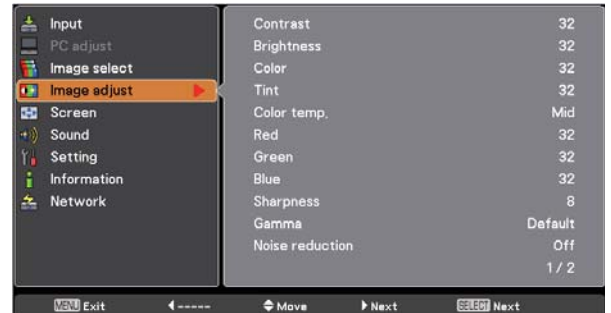 Input
PC adjust
Image select
Image adjust
Screen
Sound
Setting
Information
Network
Contrast 32
Brightness 32
Color 32
Tint 32
Color temp. Mid
Red 32
Green 32
Blue 32
Sharpness 8
Gamma Default
Noise reduction Off
1 / 2
MENU Exit ----- Move Next SELECT Next